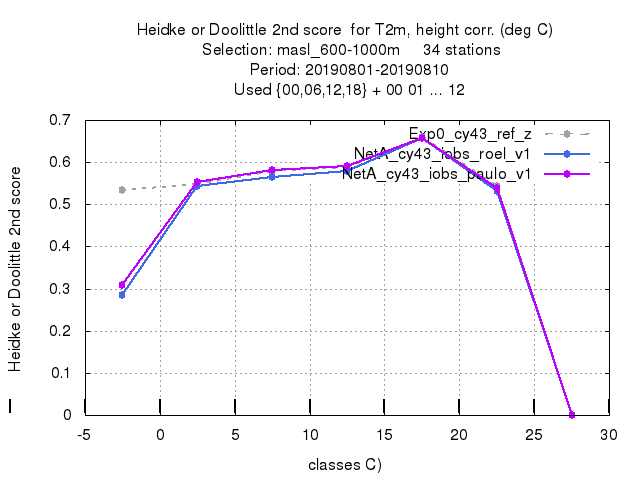 Heidke or Doolittle 2nd score  for T2m, height corr. (deg C)
Selection: masl_600-1000m     34 stations
Period: 20190801-20190810
Used {00,06,12,18} + 00 01 ... 12
Exp0_cy43_ref_z
NetA_cy43_iobs_roel_v1
NetA_cy43_iobs_paulo_v1
Heidke or Doolittle 2nd score
0.7
0.6
0.5
0.4
0.3
0.2
0.1
0
-5 0 5 10 15 20 25 30
classes C)